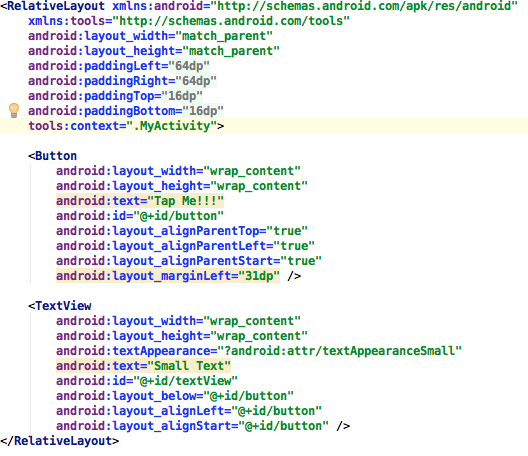 <RelativeLayout xmlns:android="http://schemas.android.com/apk/res/android"
    xmlns:tools="http://schemas.android.com/tools"
    android:layout_width="match_parent"
    android:layout_height="match_parent"
    android:paddingLeft="64dp"
    android:paddingRight="64dp"
    android:paddingTop="16dp"
    android:paddingBottom="16dp"
    tools:context=".MyActivity">

    <Button
        android:layout_width="wrap_content"
        android:layout_height="wrap_content"
        android:text="Tap Me!!!"
        android:id="@+id/button"
        android:layout_alignParentTop="true"
        android:layout_alignParentLeft="true"
        android:layout_alignParentStart="true"
        android:layout_marginLeft="31dp" />

    <TextView
        android:layout_width="wrap_content"
        android:layout_height="wrap_content"
        android:textAppearance="?android:attr/textAppearanceSmall"
        android:text="Small Text"
        android:id="@+id/textView"
        android:layout_below="@+id/button"
        android:layout_alignLeft="@+id/button"
        android:layout_alignStart="@+id/button" />
</RelativeLayout>